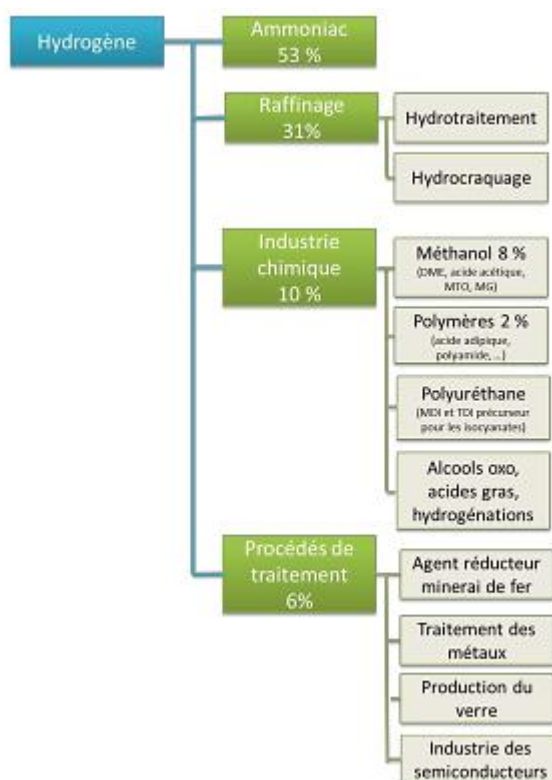 Hydrogène
Ammoniac
53 %
Raffinage
31%
Hydrotraitement
Hydrocraquage
Industrie
chimique
10 %
Méthanol 8 %
(DME, acide acétique,
MTO, MG)
Polymères 2 %
(acide adipique,
polyamide, ...)
Polyuréthane
(MDI et TDI précurseur
pour les isocyanates)
Alcools oxo,
acides gras,
hydrogénations
Procédés de
traitement
6%
Agent réducteur
minerai de fer
Traitement des
métaux
Production du
verre
Industrie des
semiconducteurs